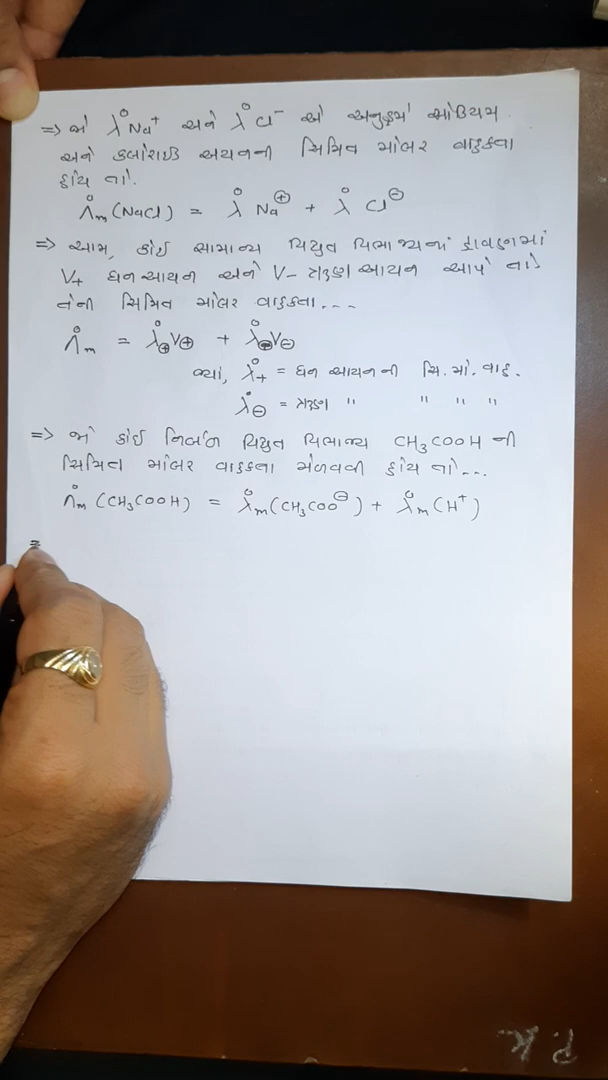 ⇒ જો λ̊ Na⁺ અને λ̊ Cl⁻ એ અનુક્રમે સોડિયમ
અને ક્લોરાઈડ આયનની સિમિત મોલર વાહકતા
હોય તો.
Λ̊m (NaCl) = λ̊ Na⊕ + λ̊ Cl⊖
⇒ આમ, કોઈ સામાન્ય વિદ્યુત વિભાજ્યનાં દ્રાવણમાં
V₊ ધન આયન અને V₋ ઋણ આયન આપે તો
તેની સિમિત મોલર વાહકતા...
Λ̊m = λ̊⊕V⊕ + λ̊⊖V⊖
જ્યાં, λ̊₊ = ધન આયન ની સિ. મો. વાહ.
λ̊⊖ = ઋણ " " " "
⇒ જો કોઈ નિર્બળ વિદ્યુત વિભાજ્ય CH₃COOH ની
સિમિત મોલર વાહકતા મેળવવી હોય તો...
Λ̊m (CH₃COOH) = λ̊m (CH₃COO⊖) + λ̊m (H⁺)
=
P.K.